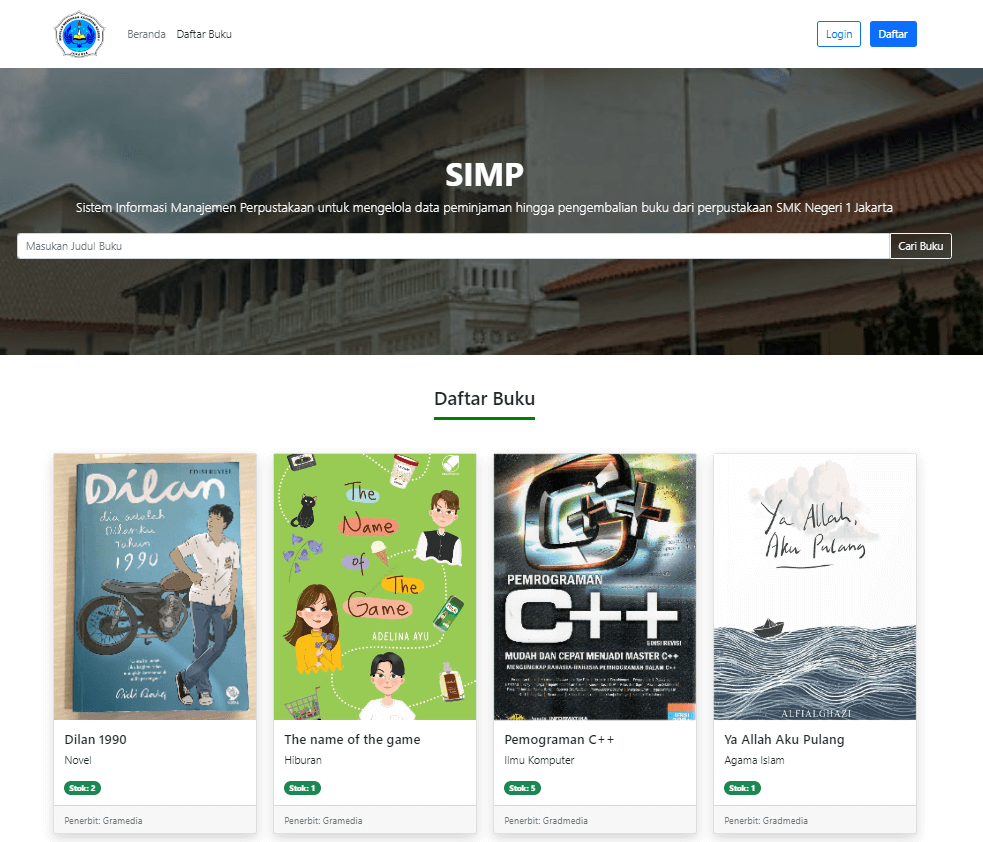 Beranda
Daftar Buku
Login
Daftar
SIMP
Sistem Informasi Manajemen Perpustakaan untuk mengelola data peminjaman hingga pengembalian buku dari perpustakaan SMK Negeri 1 Jakarta
Masukan Judul Buku
Cari Buku
Daftar Buku
EDISI REVISI
Dilan
dia adalah
Dilanku
Tahun
1990
Pidi Baiq
The
Name
of
The
Game
ADELINA AYU
C++
PEMROGRAMAN
C++
EDISI REVISI
MUDAH DAN CEPAT MENJADI MASTER C++
MENGUNGKAP RAHASIA-RAHASIA PEMROGRAMAN DALAM C++
INFORMATIKA
Ya Allah,
Aku Pulang
ALFIALGHAZI
Dilan 1990
Novel
Stok: 2
Penerbit: Gramedia
The name of the game
Hiburan
Stok: 1
Penerbit: Gramedia
Pemograman C++
Ilmu Komputer
Stok: 5
Penerbit: Gradmedia
Ya Allah Aku Pulang
Agama Islam
Stok: 1
Penerbit: Gradmedia